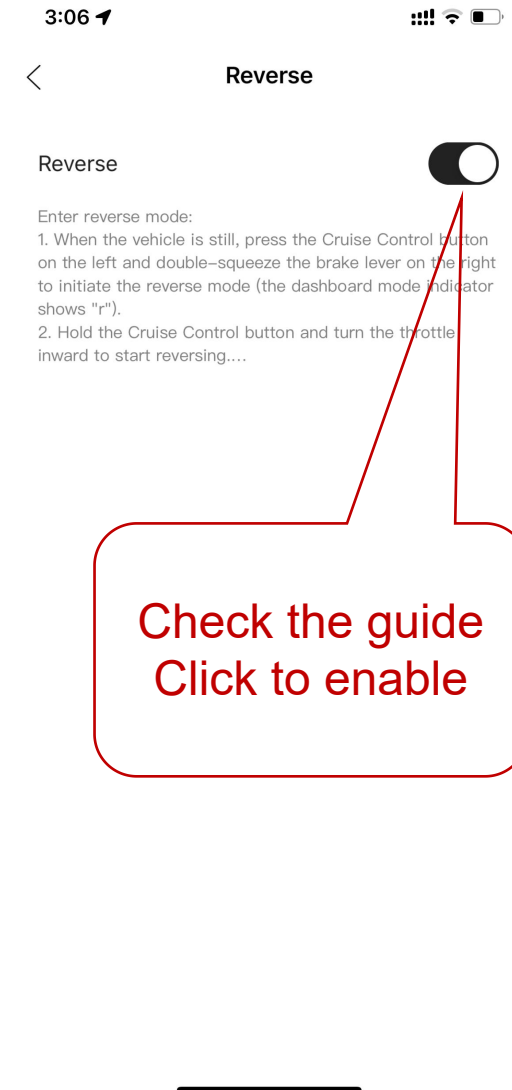 3:06
Reverse
Reverse
Enter reverse mode:
1. When the vehicle is still, press the Cruise Control button
on the left and double-squeeze the brake lever on the right
to initiate the reverse mode (the dashboard mode indicator
shows "r").
2. Hold the Cruise Control button and turn the throttle
inward to start reversing....
Check the guide
Click to enable